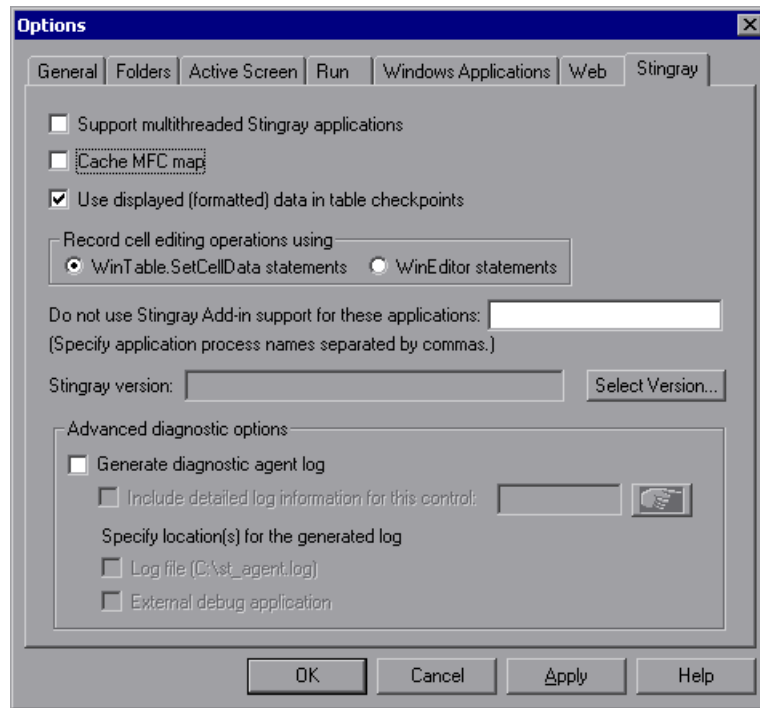 Options
General Folders Active Screen Run Windows Applications Web Stingray
Support multithreaded Stingray applications
Cache MFC map
Use displayed (formatted) data in table checkpoints
Record cell editing operations using
WinTable.SetCellData statements WinEditor statements
Do not use Stingray Add-in support for these applications:
(Specify application process names separated by commas.)
Stingray version: Select Version...
Advanced diagnostic options
Generate diagnostic agent log
Include detailed log information for this control:
Specify location(s) for the generated log
Log file (C:\st_agent.log)
External debug application
OK Cancel Apply Help